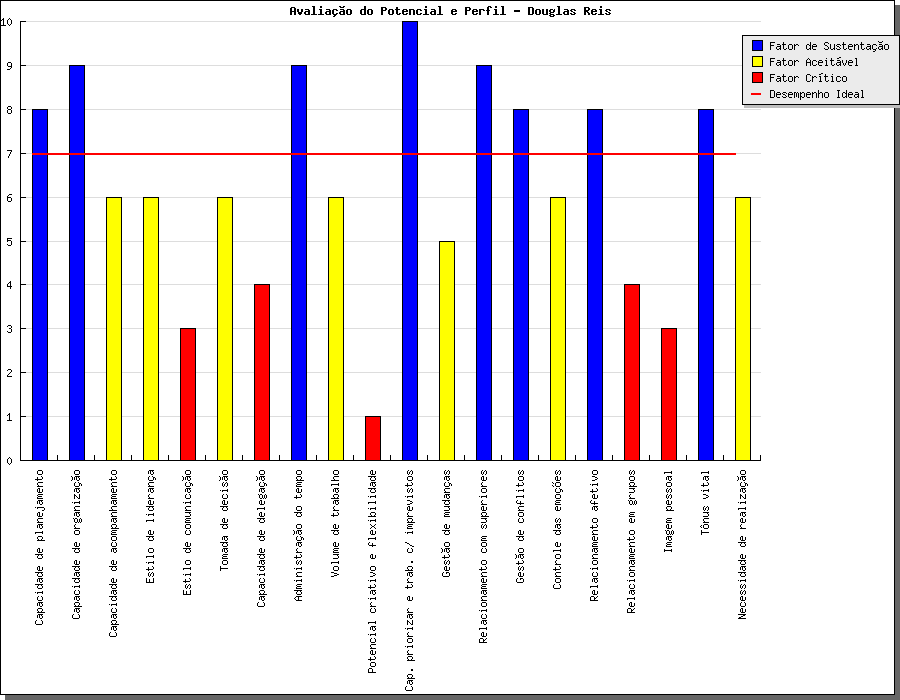 Avaliação do Potencial e Perfil - Douglas Reis
Fator de Sustentação
Fator Aceitável
Fator Crítico
Desempenho Ideal
10
9
8
7
6
5
4
3
2
1
0
Capacidade de planejamento
Capacidade de organização
Capacidade de acompanhamento
Estilo de liderança
Estilo de comunicação
Tomada de decisão
Capacidade de delegação
Administração do tempo
Volume de trabalho
Potencial criativo e flexibilidade
Cap. priorizar e trab. c/ imprevistos
Gestão de mudanças
Relacionamento com superiores
Gestão de conflitos
Controle das emoções
Relacionamento afetivo
Relacionamento em grupos
Imagem pessoal
Tônus vital
Necessidade de realização